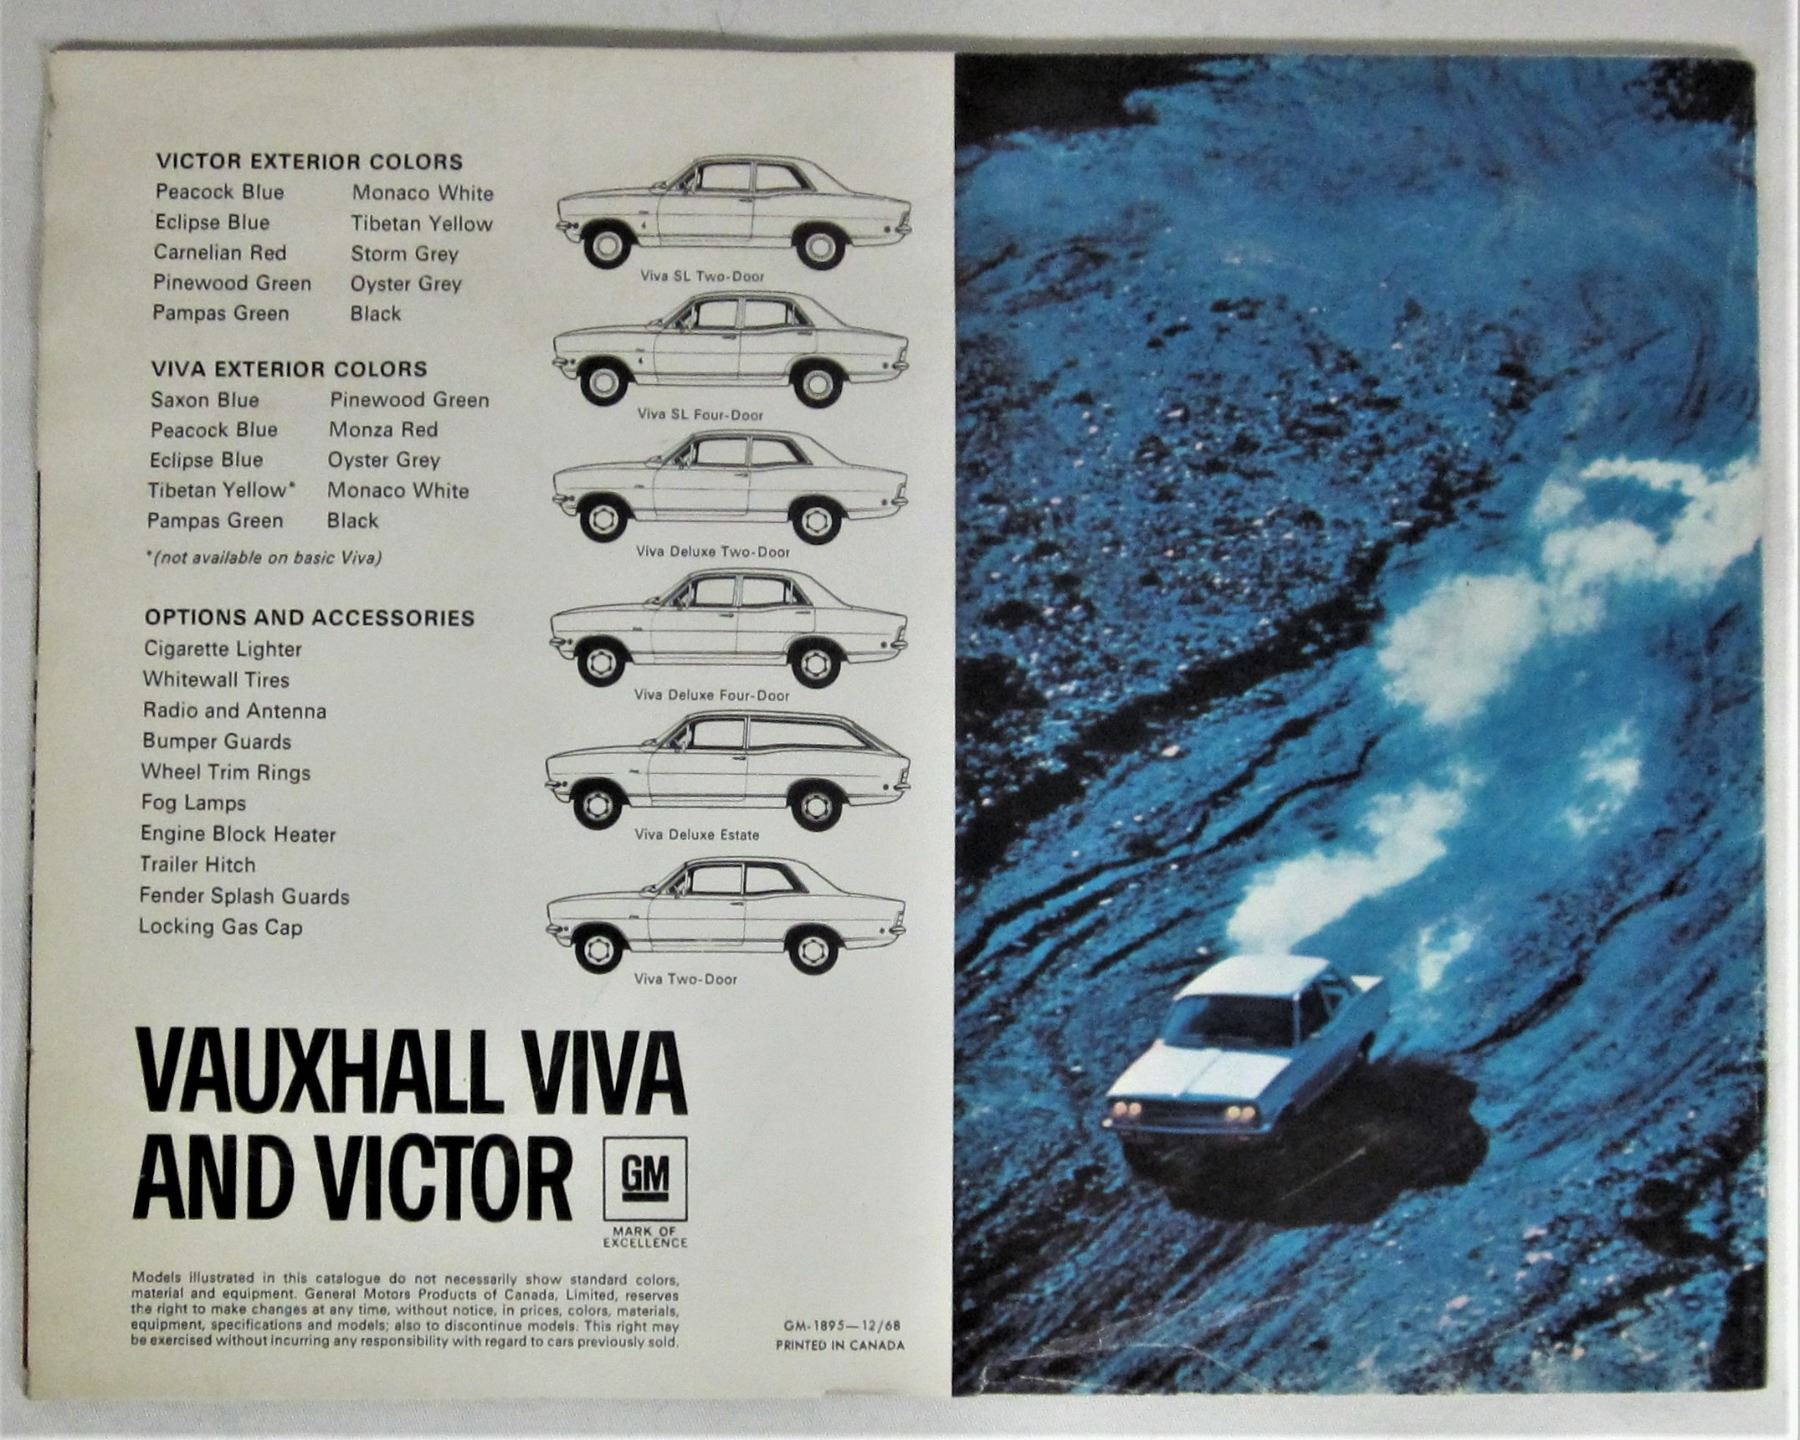 VICTOR EXTERIOR COLORS
Peacock Blue Monaco White
Eclipse Blue Tibetan Yellow
Carnelian Red Storm Grey
Pinewood Green Oyster Grey
Pampas Green Black
VIVA EXTERIOR COLORS
Saxon Blue Pinewood Green
Peacock Blue Monza Red
Eclipse Blue Oyster Grey
Tibetan Yellow* Monaco White
Pampas Green Black
*(not available on basic Viva)
OPTIONS AND ACCESSORIES
Cigarette Lighter
Whitewall Tires
Radio and Antenna
Bumper Guards
Wheel Trim Rings
Fog Lamps
Engine Block Heater
Trailer Hitch
Fender Splash Guards
Locking Gas Cap
Viva SL Two-Door
Viva SL Four-Door
Viva Deluxe Two-Door
Viva Deluxe Four-Door
Viva Deluxe Estate
Viva Two-Door
VAUXHALL VIVA
AND VICTOR
GM
MARK OF
EXCELLENCE
Models illustrated in this catalogue do not necessarily show standard colors,
material and equipment. General Motors Products of Canada, Limited, reserves
the right to make changes at any time, without notice, in prices, colors, materials,
equipment, specifications and models; also to discontinue models. This right may
be exercised without incurring any responsibility with regard to cars previously sold.
GM-1895—12/68
PRINTED IN CANADA